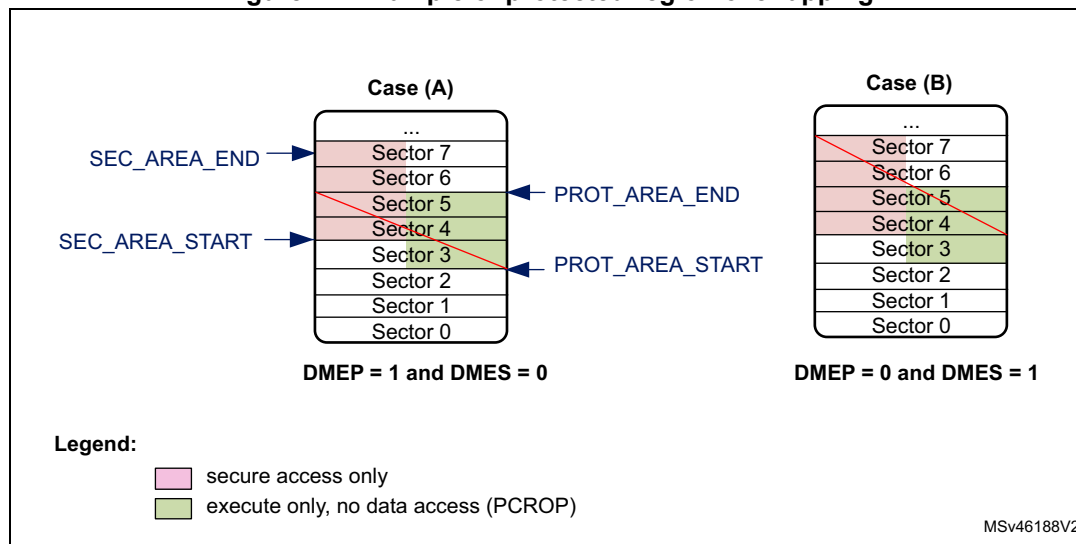 Case (A)
Case (B)
...
Sector 7
Sector 6
Sector 5
Sector 4
Sector 3
Sector 2
Sector 1
Sector 0
SEC_AREA_END
SEC_AREA_START
PROT_AREA_END
PROT_AREA_START
...
Sector 7
Sector 6
Sector 5
Sector 4
Sector 3
Sector 2
Sector 1
Sector 0
DMEP = 1 and DMES = 0
DMEP = 0 and DMES = 1
Legend:
secure access only
execute only, no data access (PCROP)
MSv46188V2